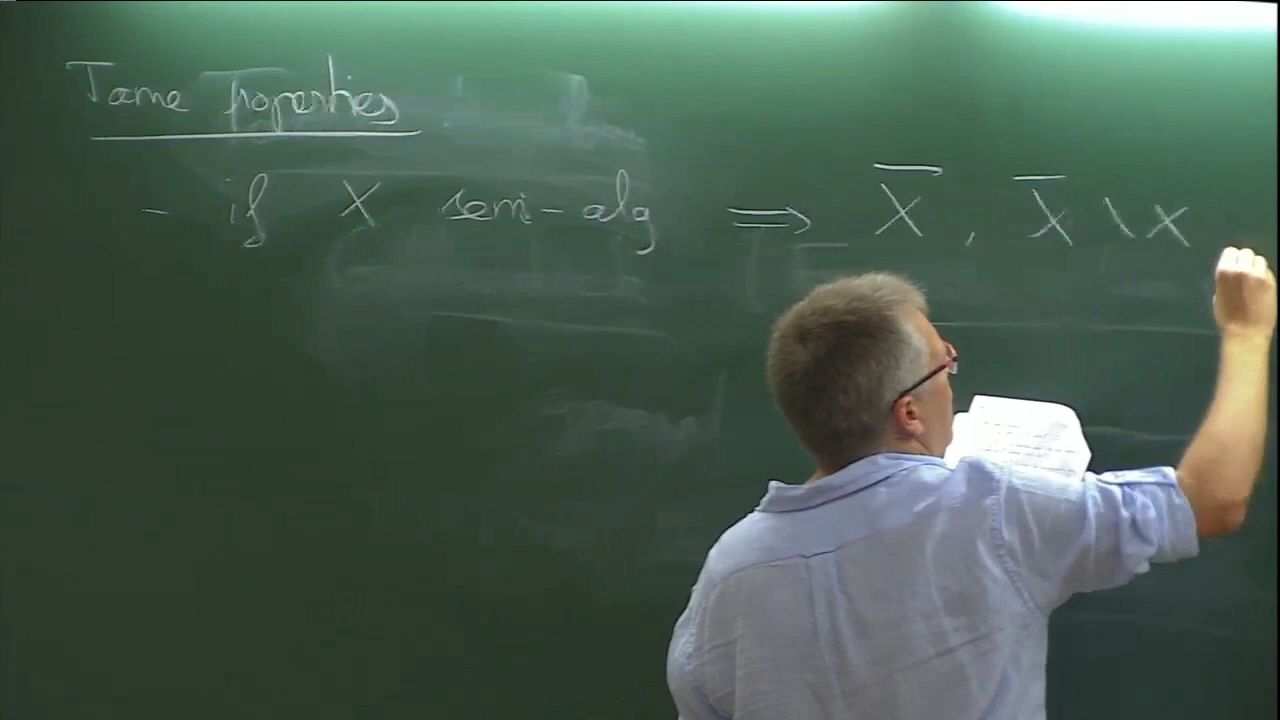 Tame properties
- if X semi-alg ⟹ X̅ , X̅ \ X